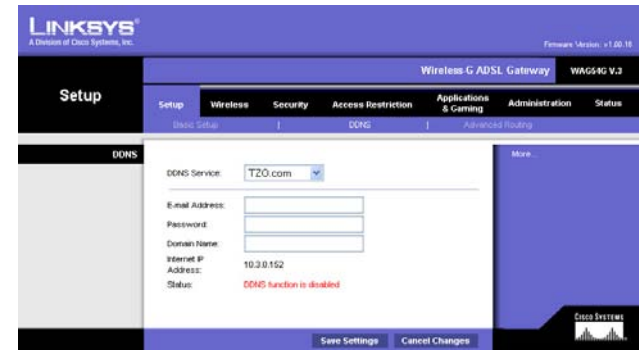 LINKSYS®
A Division of Cisco Systems, Inc.
Firmware Version: v1.00.18
Wireless-G ADSL Gateway WAG54G V.3
Setup
Setup Wireless Security Access Restriction Applications & Gaming Administration Status
Basic Setup | DDNS | Advanced Routing
DDNS
More...
DDNS Service: TZO.com
E-mail Address:
Password:
Domain Name:
Internet IP Address: 10.3.0.152
Status: DDNS function is disabled
CISCO SYSTEMS
Save Settings Cancel Changes